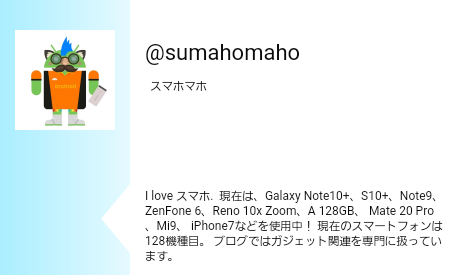 @sumahomaho
スマホマホ
I love スマホ.  現在は、Galaxy Note10+、S10+、Note9、
ZenFone 6、Reno 10x Zoom、A 128GB、 Mate 20 Pro
、Mi9、 iPhone7などを使用中！ 現在のスマートフォンは
128機種目。 ブログではガジェット関連を専門に扱ってい
ます。